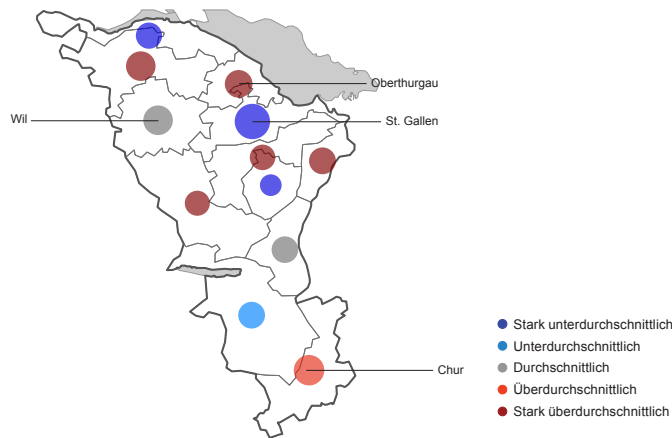 Oberthurgau
Wil
St. Gallen
Stark unterdurchschnittlich
Unterdurchschnittlich
Durchschnittlich
Chur
Überdurchschnittlich
Stark überdurchschnittlich